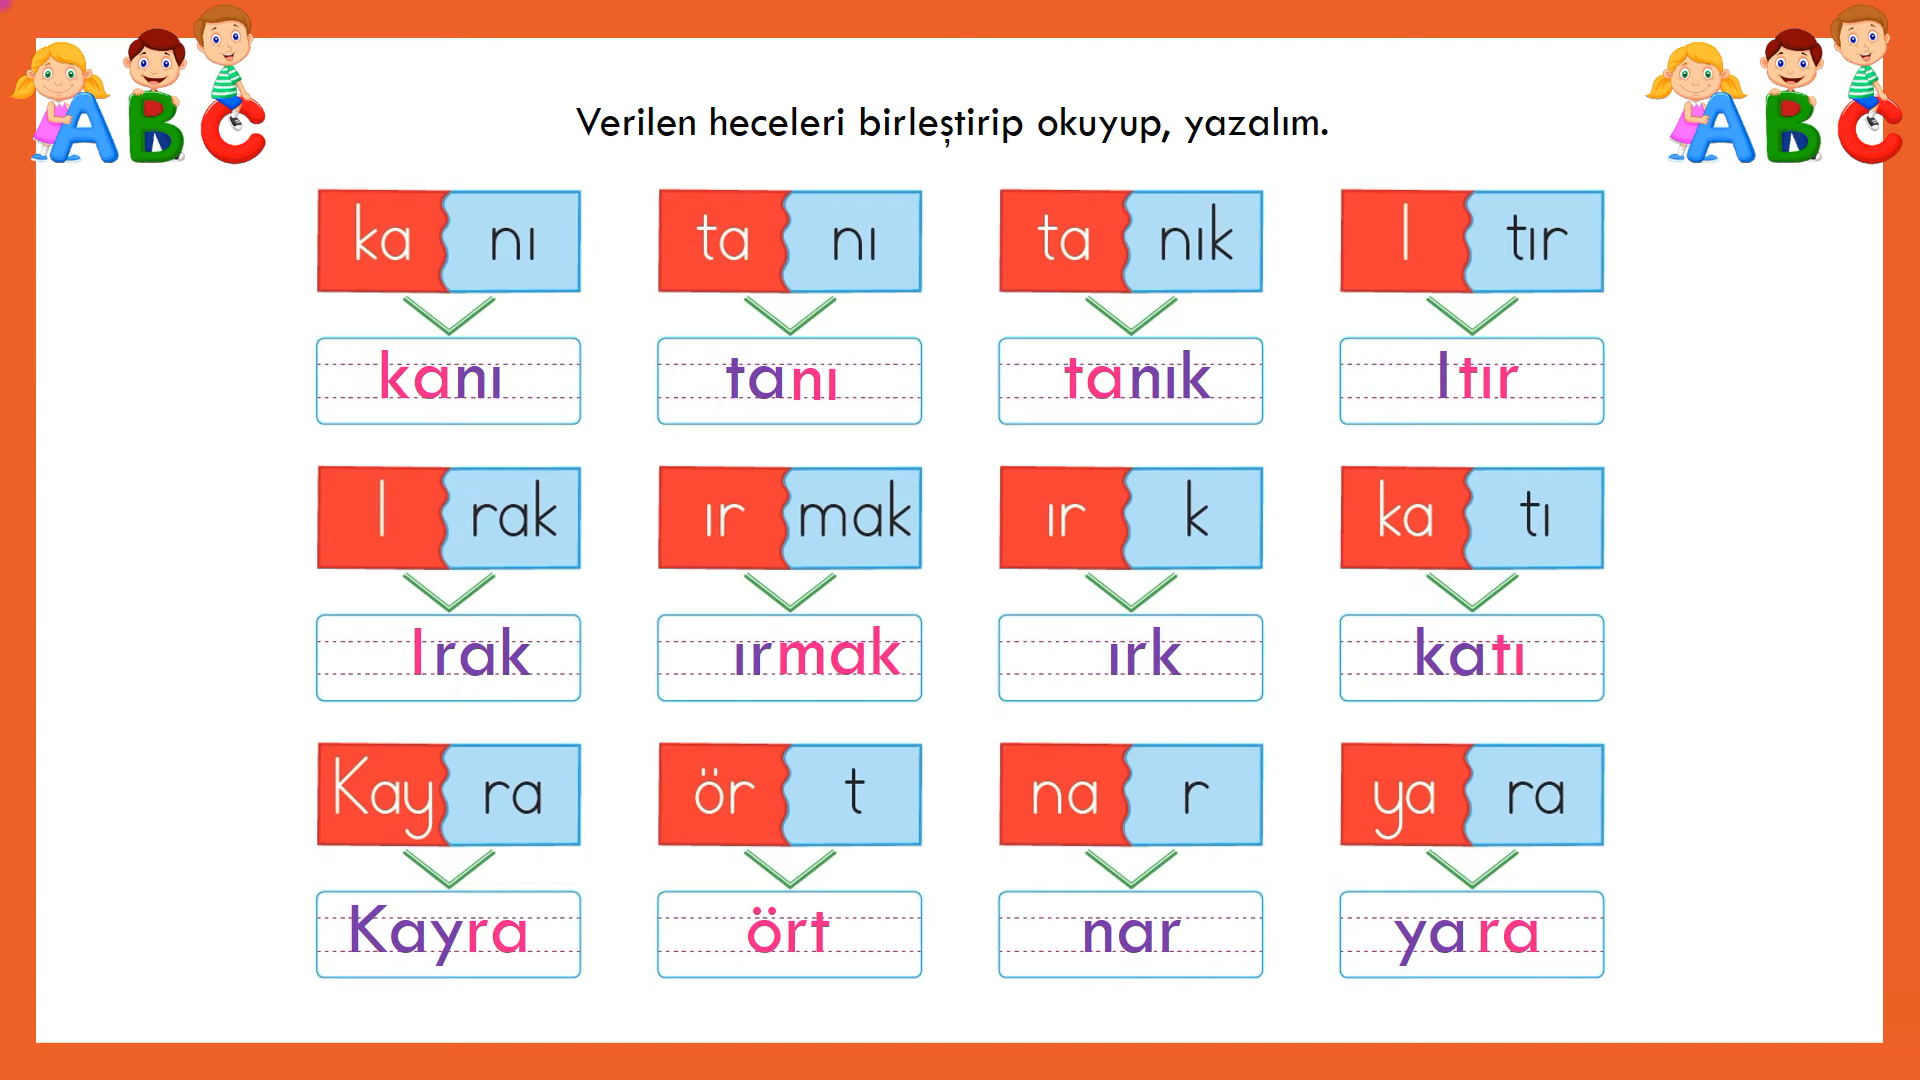 A B C
A B C
Verilen heceleri birleştirip okuyup, yazalım.
ka nı ta nı ta nık I tır
kanı tanı tanık Itır
I rak ır mak ır k ka tı
Irak ırmak ırk katı
Kay ra ör t na r ya ra
Kayra ört nar yara